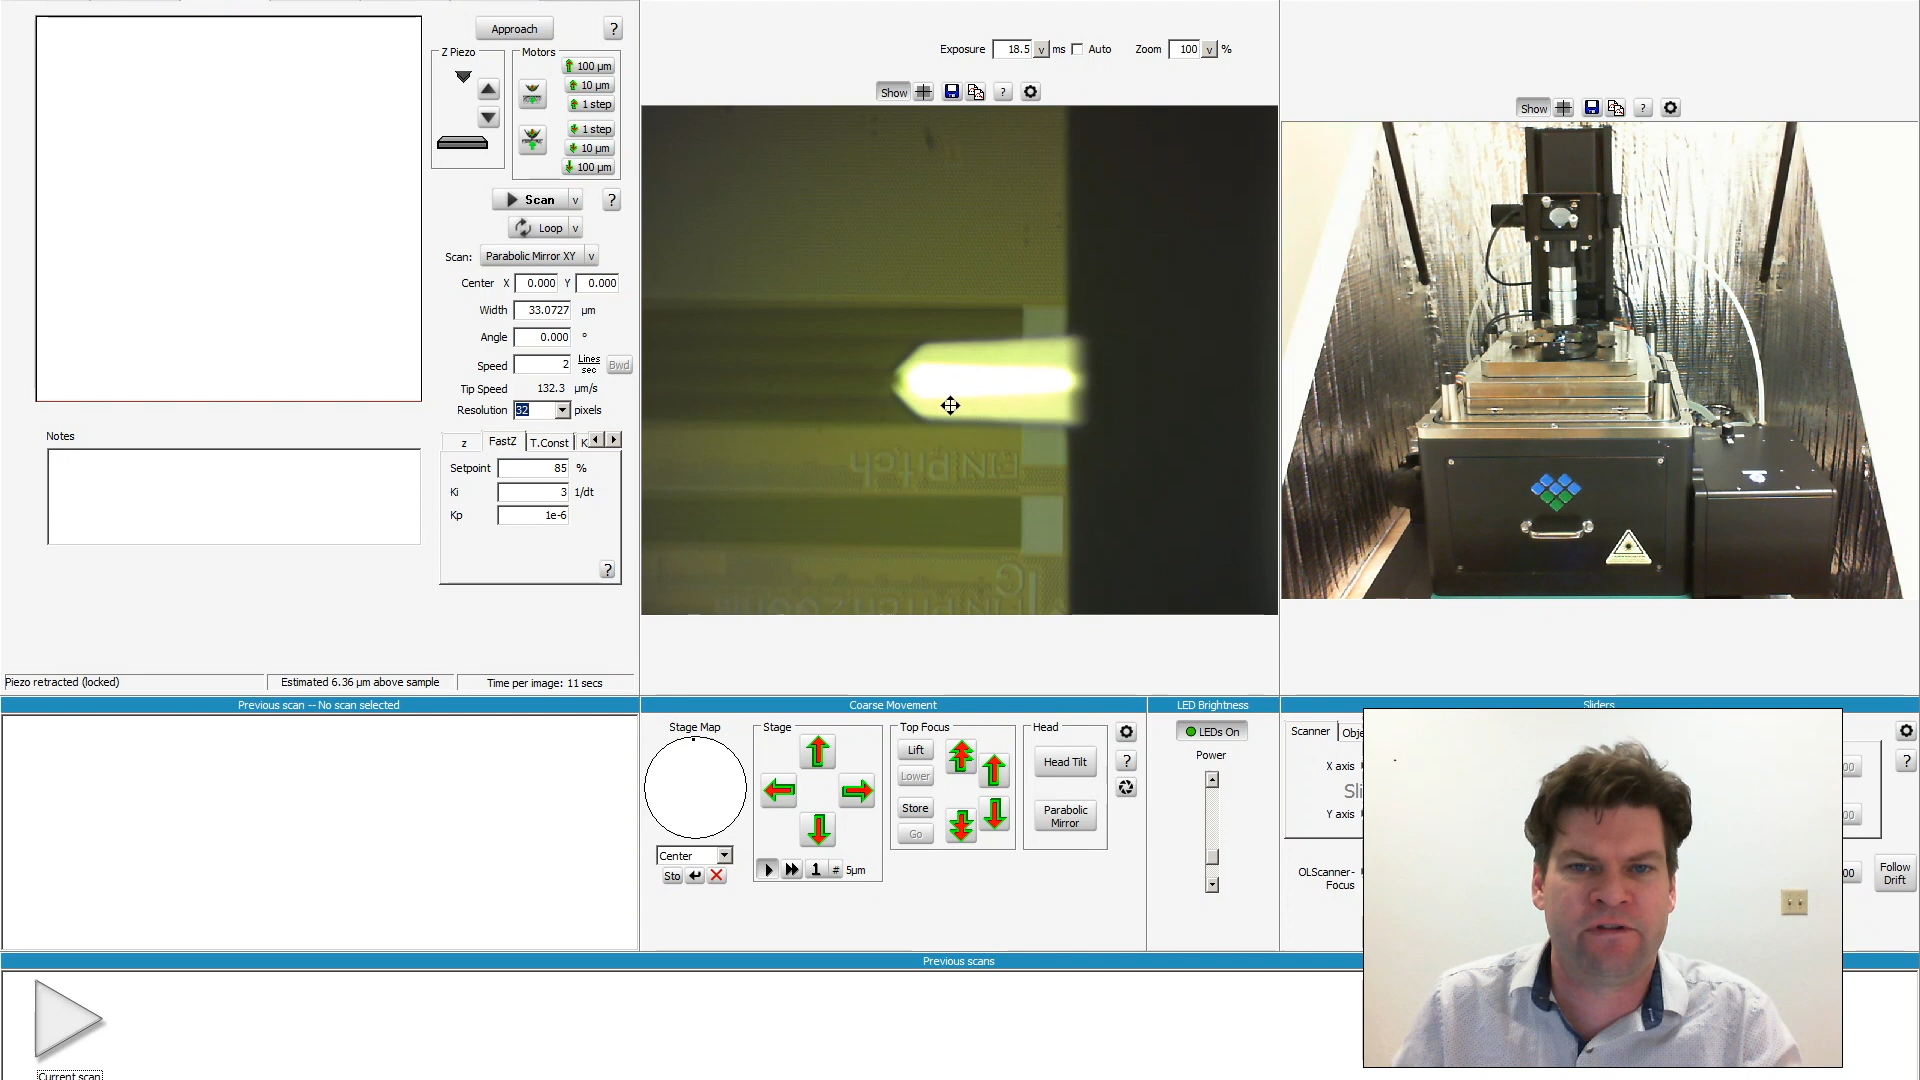 Approach
?
Z Piezo
Motors
100 µm
10 µm
1 step
1 step
10 µm
100 µm
Scan v
?
Loop v
Scan: Parabolic Mirror XY v
Center X 0.000 Y 0.000
Width 33.0727 µm
Angle 0.000 °
Speed 2 Lines sec Bwd
Tip Speed 132.3 µm/s
Resolution 32 pixels
Notes
z FastZ T.Const K
Setpoint 85 %
Ki 3 1/dt
Kp 1e-6
?
Piezo retracted (locked)
Estimated 6.36 µm above sample
Time per image: 11 secs
Exposure 18.5 v ms Auto Zoom 100 v %
Show ?
FINPitch
Show ?
Previous scan -- No scan selected
Coarse Movement
LED Brightness
Sliders
Stage Map
Center
Sto
Stage
1 # 5µm
Top Focus
Lift
Lower
Store
Go
Head
Head Tilt
Parabolic Mirror
?
LEDs On
Power
Scanner Obje
X axis 00
Sli
Y axis 00
OLScanner-Focus 00
Follow Drift
?
Previous scans
Current scan